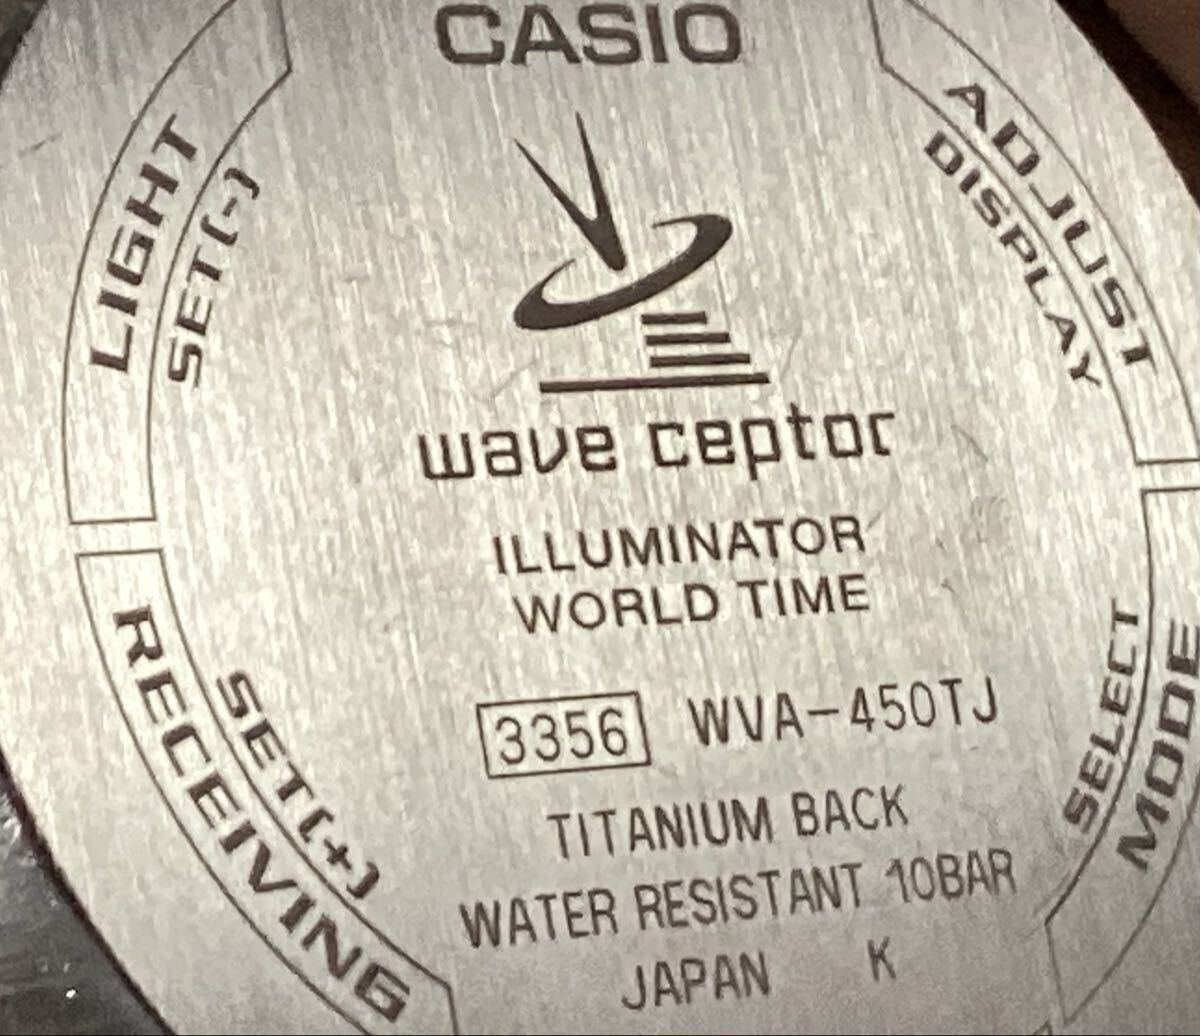 CASIO
LIGHT
SET(-)
ADJUST
DISPLAY
wave ceptor
ILLUMINATOR
WORLD TIME
3356 WVA-450TJ
TITANIUM BACK
WATER RESISTANT 10BAR
JAPAN K
RECEIVING
SET(+)
SELECT
MODE